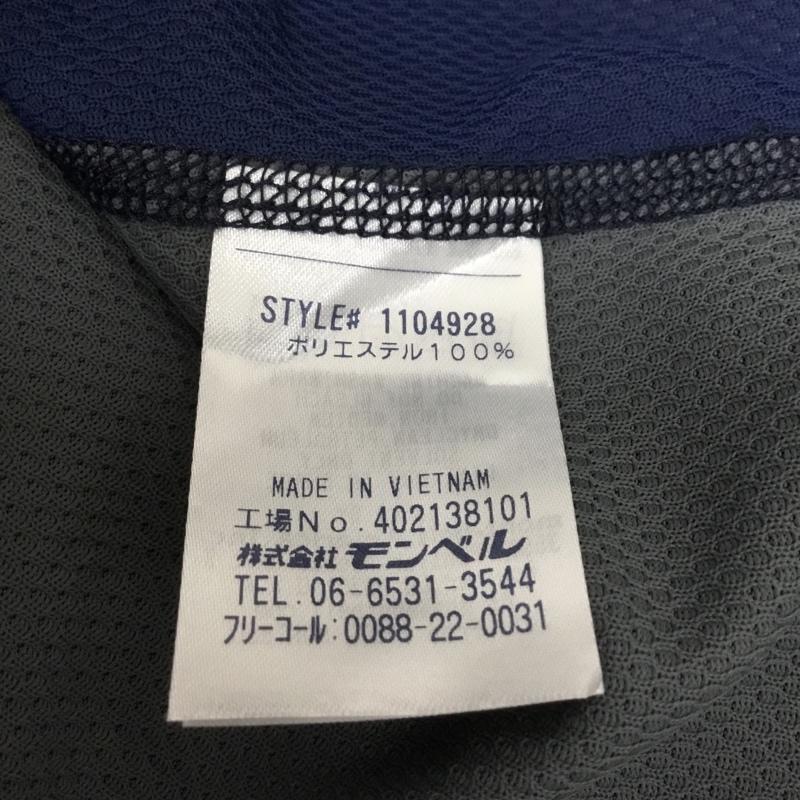 STYLE# 1104928
ポリエステル100%
MADE IN VIETNAM
工場No.402138101
株式会社 モンベル
TEL.06-6531-3544
フリーコール:0088-22-0031